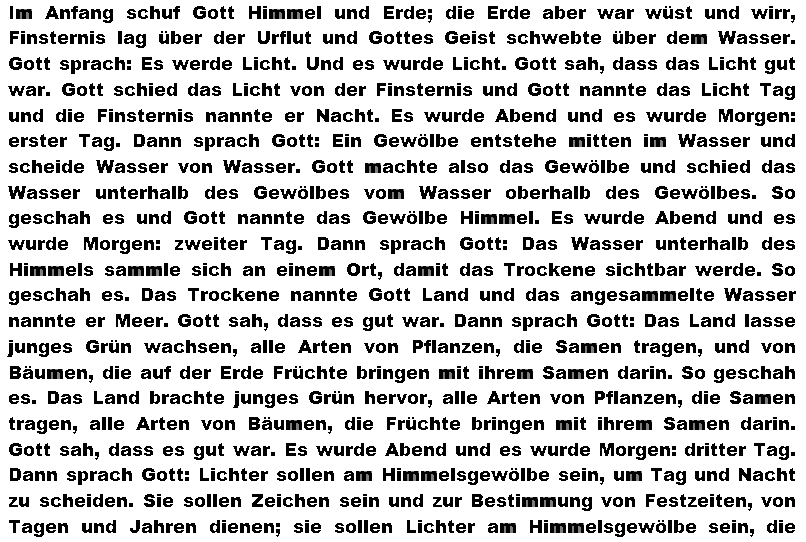 Im Anfang schuf Gott Himmel und Erde; die Erde aber war wüst und wirr,
Finsternis lag über der Urflut und Gottes Geist schwebte über dem Wasser.
Gott sprach: Es werde Licht. Und es wurde Licht. Gott sah, dass das Licht gut
war. Gott schied das Licht von der Finsternis und Gott nannte das Licht Tag
und die Finsternis nannte er Nacht. Es wurde Abend und es wurde Morgen:
erster Tag. Dann sprach Gott: Ein Gewölbe entstehe mitten im Wasser und
scheide Wasser von Wasser. Gott machte also das Gewölbe und schied das
Wasser unterhalb des Gewölbes vom Wasser oberhalb des Gewölbes. So
geschah es und Gott nannte das Gewölbe Himmel. Es wurde Abend und es
wurde Morgen: zweiter Tag. Dann sprach Gott: Das Wasser unterhalb des
Himmels sammle sich an einem Ort, damit das Trockene sichtbar werde. So
geschah es. Das Trockene nannte Gott Land und das angesammelte Wasser
nannte er Meer. Gott sah, dass es gut war. Dann sprach Gott: Das Land lasse
junges Grün wachsen, alle Arten von Pflanzen, die Samen tragen, und von
Bäumen, die auf der Erde Früchte bringen mit ihrem Samen darin. So geschah
es. Das Land brachte junges Grün hervor, alle Arten von Pflanzen, die Samen
tragen, alle Arten von Bäumen, die Früchte bringen mit ihrem Samen darin.
Gott sah, dass es gut war. Es wurde Abend und es wurde Morgen: dritter Tag.
Dann sprach Gott: Lichter sollen am Himmelsgewölbe sein, um Tag und Nacht
zu scheiden. Sie sollen Zeichen sein und zur Bestimmung von Festzeiten, von
Tagen und Jahren dienen; sie sollen Lichter am Himmelsgewölbe sein, die